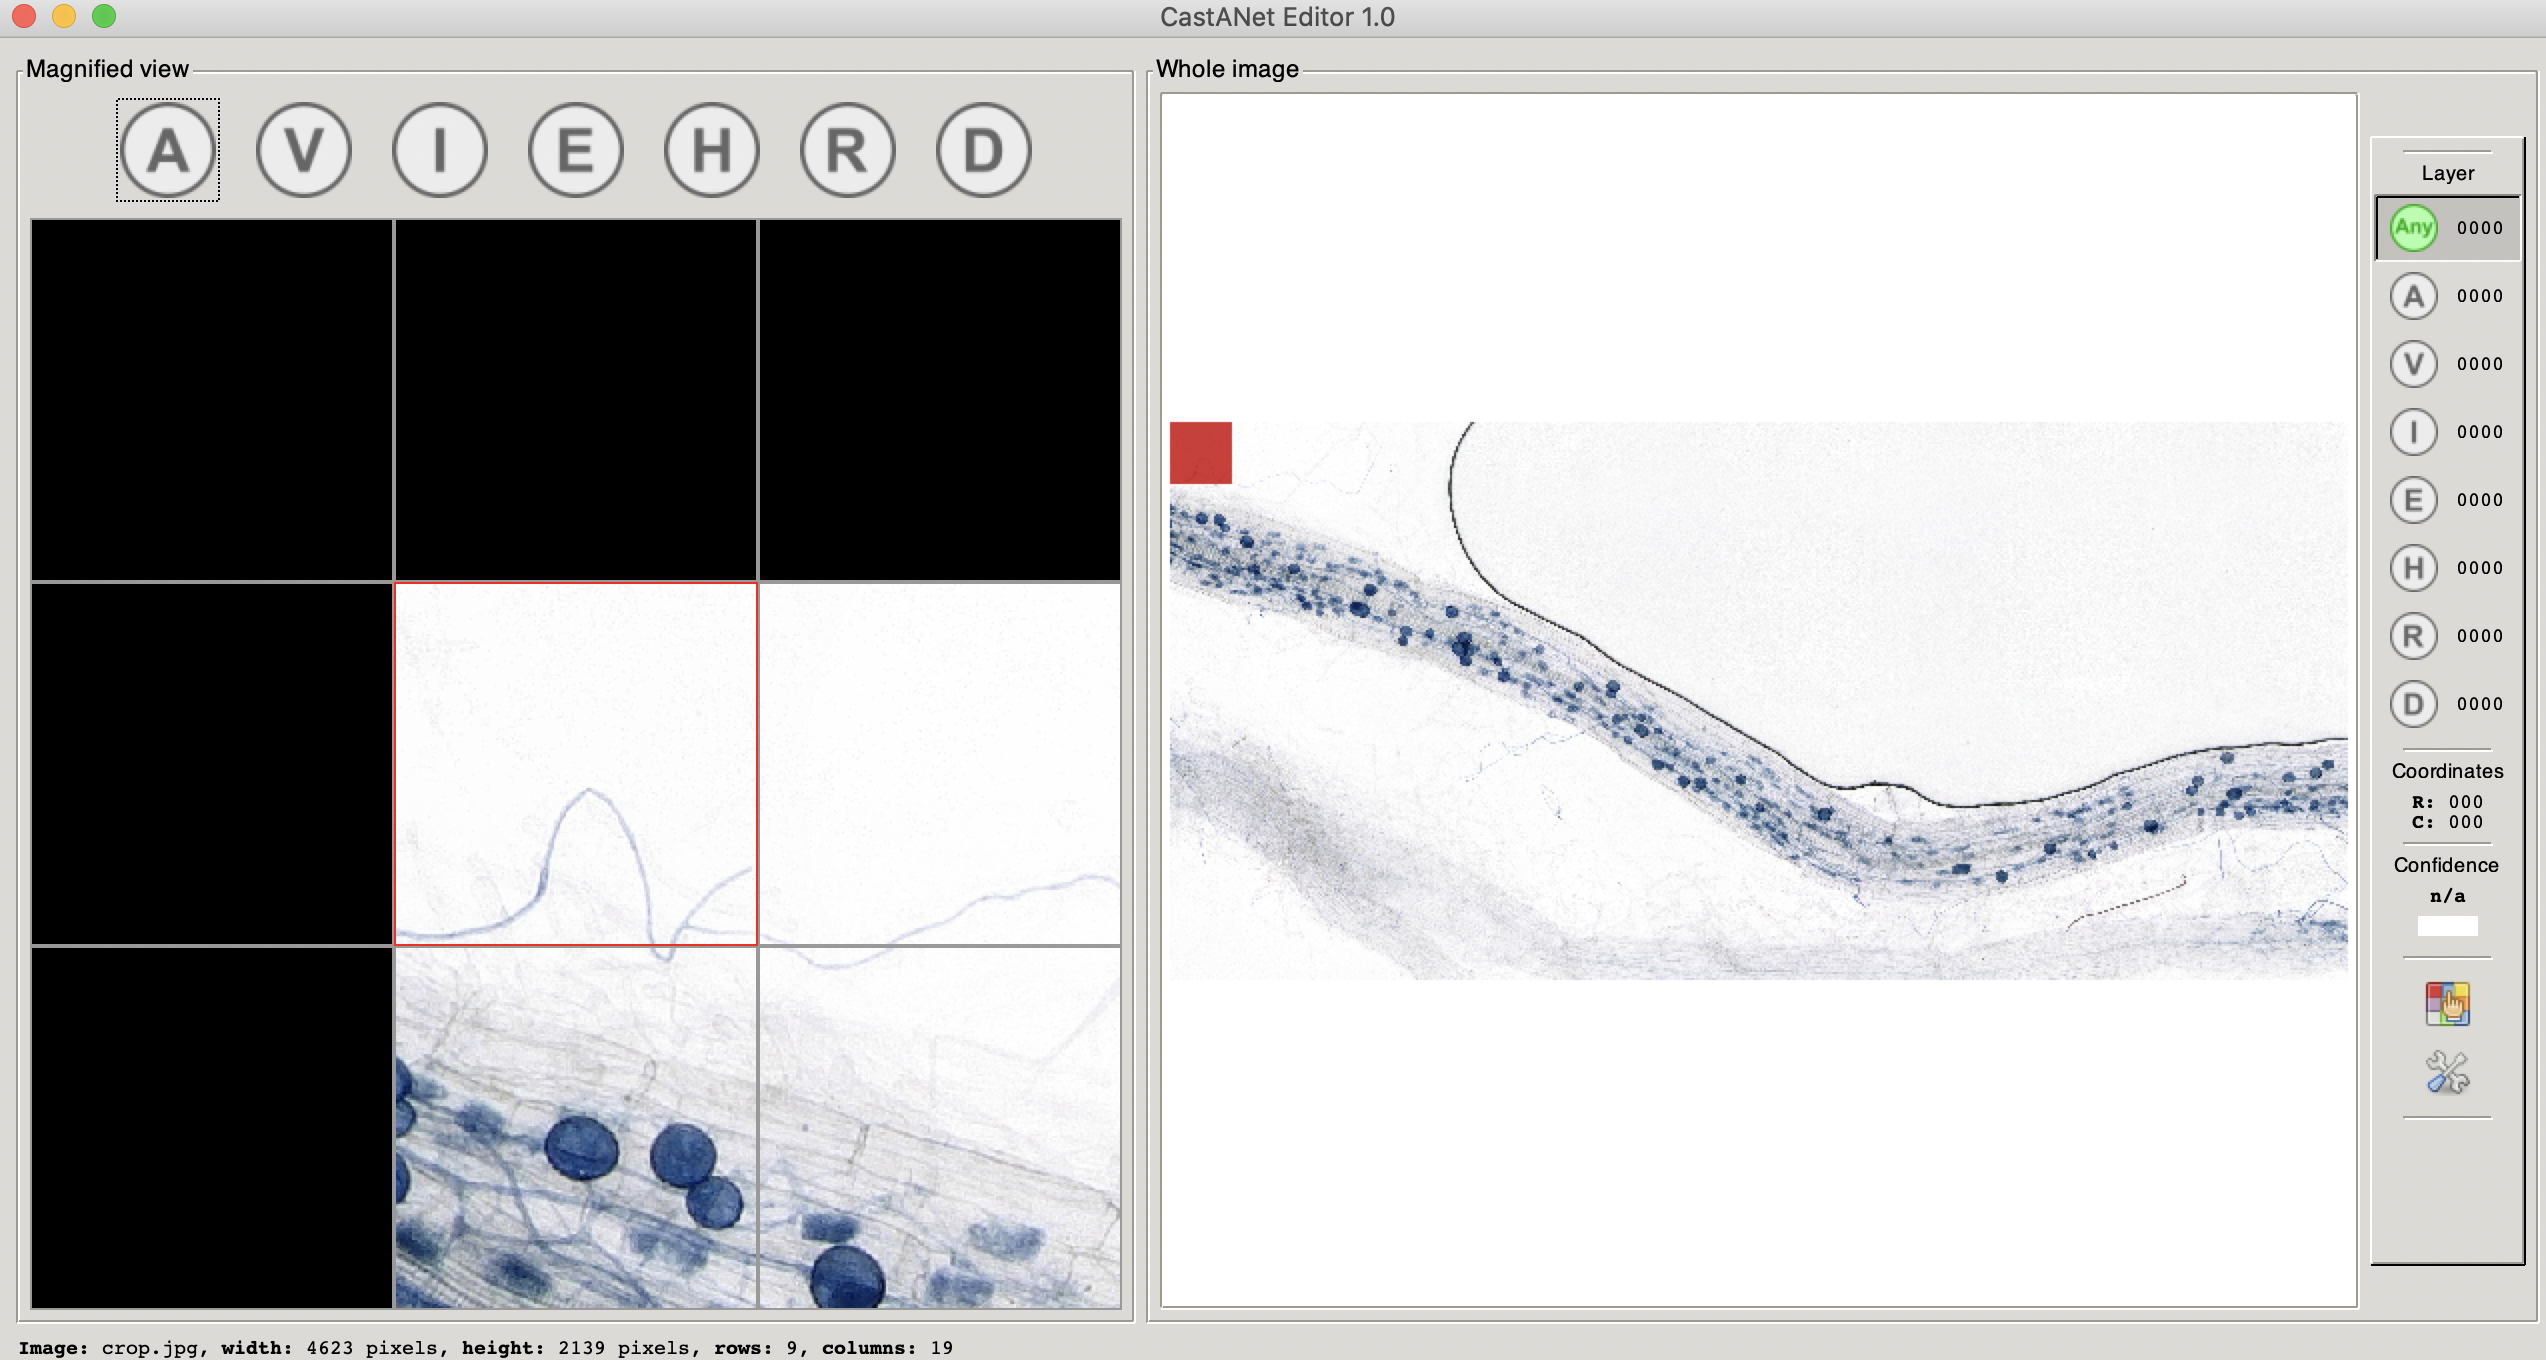 CastANet Editor 1.0
Magnified view
A V I E H R D
Whole image
Layer
Any 0000
A 0000
V 0000
I 0000
E 0000
H 0000
R 0000
D 0000
Coordinates
R: 000
C: 000
Confidence
n/a
Image: crop.jpg, width: 4623 pixels, height: 2139 pixels, rows: 9, columns: 19